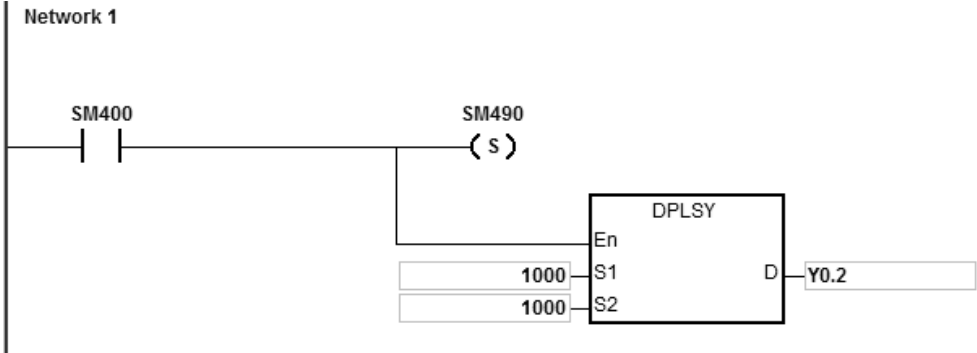 Network 1
SM400 SM490
S
DPLSY
En
1000 S1 D Y0.2
1000 S2